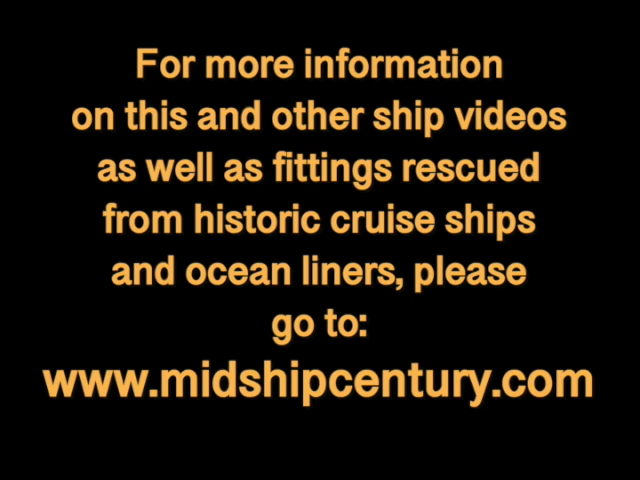 For more information
on this and other ship videos
as well as fittings rescued
from historic cruise ships
and ocean liners, please
go to:
www.midshipcentury.com